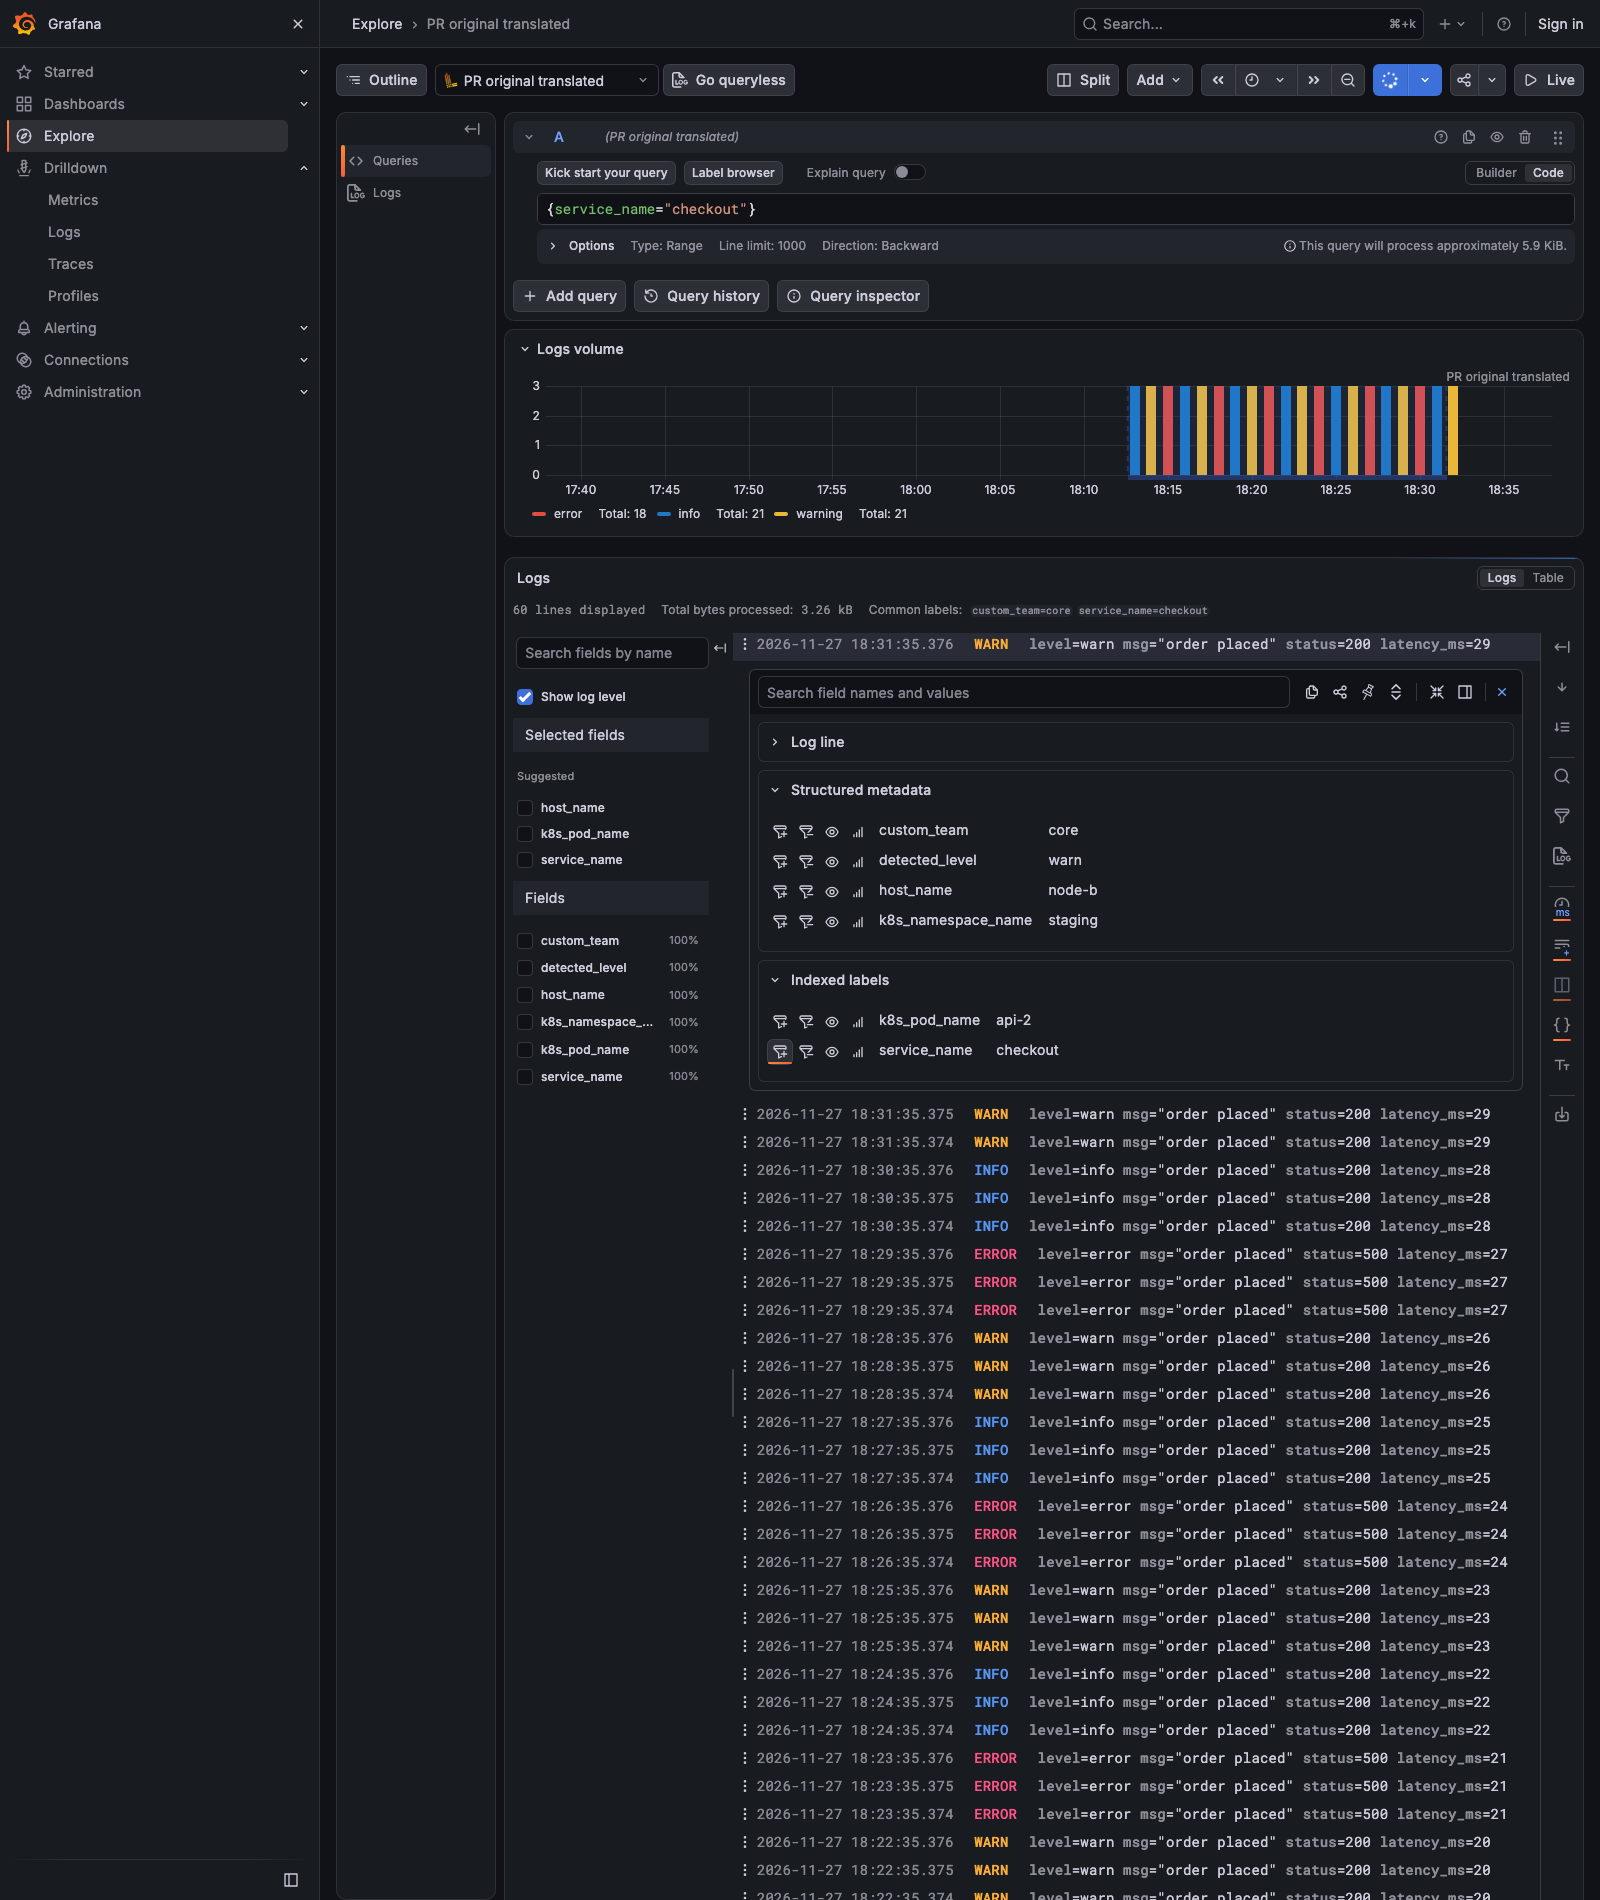 Grafana
Explore › PR original translated
Search...
⌘+k
Sign in
Starred
Dashboards
Explore
Drilldown
Metrics
Logs
Traces
Profiles
Alerting
Connections
Administration
Outline
PR original translated
Go queryless
Split
Add
Live
Queries
Logs
A (PR original translated)
Kick start your query
Label browser
Explain query
Builder
Code
{service_name="checkout"}
Options Type: Range Line limit: 1000 Direction: Backward
This query will process approximately 5.9 KiB.
Add query
Query history
Query inspector
Logs volume
PR original translated
3
2
1
0
17:40 17:45 17:50 17:55 18:00 18:05 18:10 18:15 18:20 18:25 18:30 18:35
error Total: 18 info Total: 21 warning Total: 21
Logs
Logs
Table
60 lines displayed Total bytes processed: 3.26 kB Common labels: custom_team=core service_name=checkout
Search fields by name
Show log level
Selected fields
Suggested
host_name
k8s_pod_name
service_name
Fields
custom_team 100%
detected_level 100%
host_name 100%
k8s_namespace_... 100%
k8s_pod_name 100%
service_name 100%
2026-11-27 18:31:35.376 WARN level=warn msg="order placed" status=200 latency_ms=29
Search field names and values
Log line
Structured metadata
custom_team core
detected_level warn
host_name node-b
k8s_namespace_name staging
Indexed labels
k8s_pod_name api-2
service_name checkout
LOG
ms
2026-11-27 18:31:35.375 WARN level=warn msg="order placed" status=200 latency_ms=29
2026-11-27 18:31:35.374 WARN level=warn msg="order placed" status=200 latency_ms=29
2026-11-27 18:30:35.376 INFO level=info msg="order placed" status=200 latency_ms=28
2026-11-27 18:30:35.375 INFO level=info msg="order placed" status=200 latency_ms=28
2026-11-27 18:30:35.374 INFO level=info msg="order placed" status=200 latency_ms=28
2026-11-27 18:29:35.376 ERROR level=error msg="order placed" status=500 latency_ms=27
2026-11-27 18:29:35.375 ERROR level=error msg="order placed" status=500 latency_ms=27
2026-11-27 18:29:35.374 ERROR level=error msg="order placed" status=500 latency_ms=27
2026-11-27 18:28:35.376 WARN level=warn msg="order placed" status=200 latency_ms=26
2026-11-27 18:28:35.375 WARN level=warn msg="order placed" status=200 latency_ms=26
2026-11-27 18:28:35.374 WARN level=warn msg="order placed" status=200 latency_ms=26
2026-11-27 18:27:35.376 INFO level=info msg="order placed" status=200 latency_ms=25
2026-11-27 18:27:35.375 INFO level=info msg="order placed" status=200 latency_ms=25
2026-11-27 18:27:35.374 INFO level=info msg="order placed" status=200 latency_ms=25
2026-11-27 18:26:35.376 ERROR level=error msg="order placed" status=500 latency_ms=24
2026-11-27 18:26:35.375 ERROR level=error msg="order placed" status=500 latency_ms=24
2026-11-27 18:26:35.374 ERROR level=error msg="order placed" status=500 latency_ms=24
2026-11-27 18:25:35.376 WARN level=warn msg="order placed" status=200 latency_ms=23
2026-11-27 18:25:35.375 WARN level=warn msg="order placed" status=200 latency_ms=23
2026-11-27 18:25:35.374 WARN level=warn msg="order placed" status=200 latency_ms=23
2026-11-27 18:24:35.376 INFO level=info msg="order placed" status=200 latency_ms=22
2026-11-27 18:24:35.375 INFO level=info msg="order placed" status=200 latency_ms=22
2026-11-27 18:24:35.374 INFO level=info msg="order placed" status=200 latency_ms=22
2026-11-27 18:23:35.376 ERROR level=error msg="order placed" status=500 latency_ms=21
2026-11-27 18:23:35.375 ERROR level=error msg="order placed" status=500 latency_ms=21
2026-11-27 18:23:35.374 ERROR level=error msg="order placed" status=500 latency_ms=21
2026-11-27 18:22:35.376 WARN level=warn msg="order placed" status=200 latency_ms=20
2026-11-27 18:22:35.375 WARN level=warn msg="order placed" status=200 latency_ms=20
2026-11-27 18:22:35.374 WARN level=warn msg="order placed" status=200 latency_ms=20